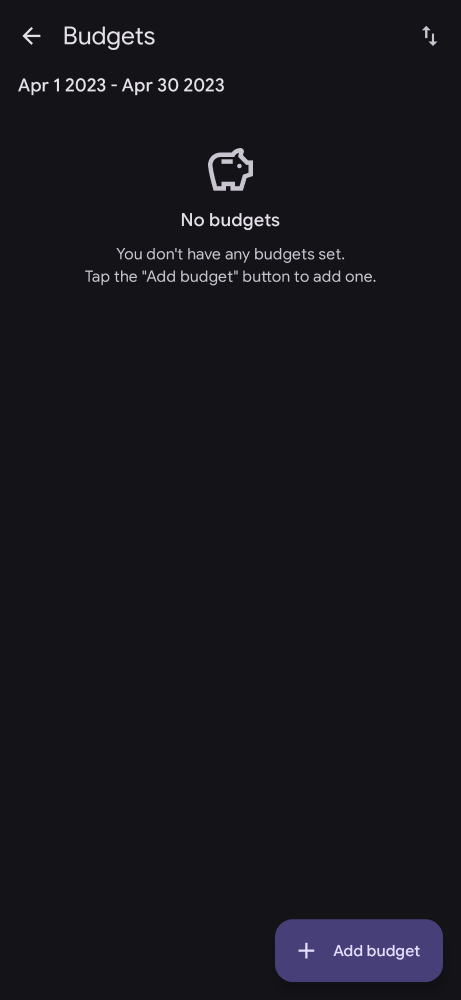 Budgets
Apr 1 2023 - Apr 30 2023
No budgets
You don't have any budgets set.
Tap the "Add budget" button to add one.
Add budget